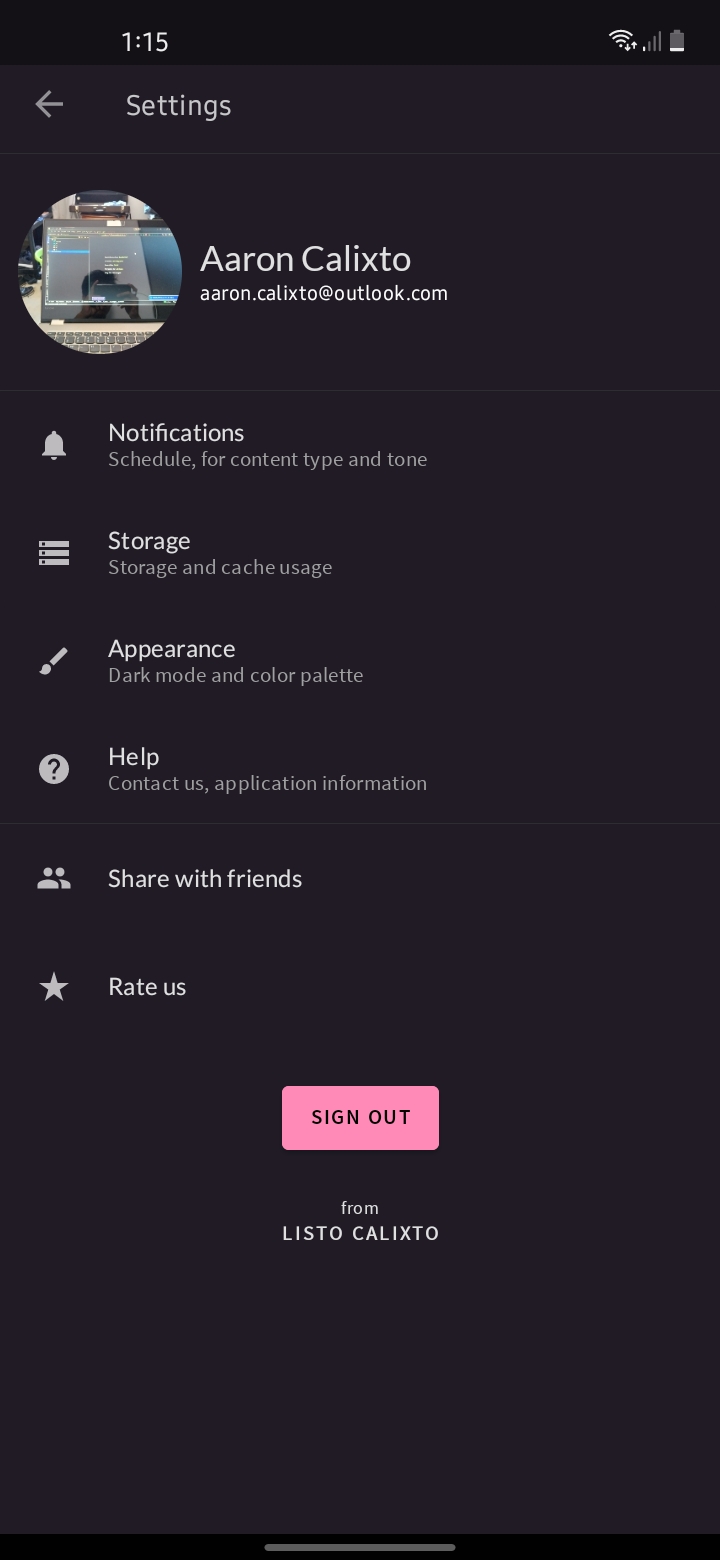 1:15
Settings
Aaron Calixto
aaron.calixto@outlook.com
Notifications
Schedule, for content type and tone
Storage
Storage and cache usage
Appearance
Dark mode and color palette
Help
Contact us, application information
Share with friends
Rate us
SIGN OUT
from
LISTO CALIXTO